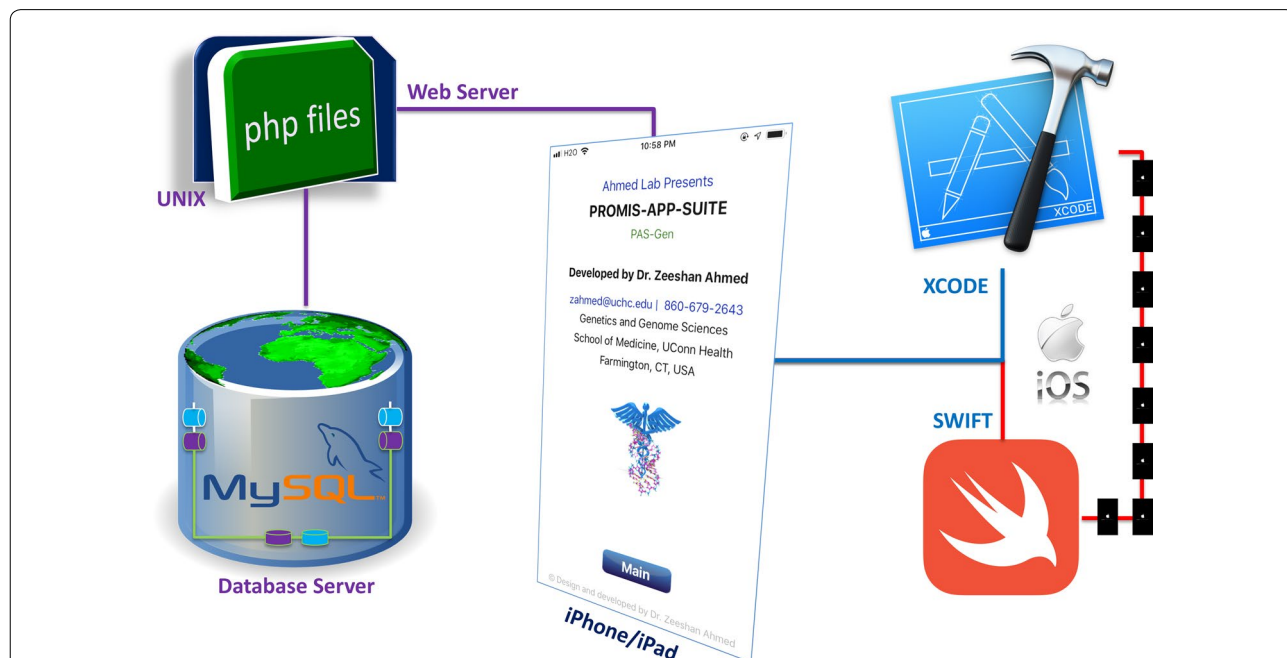 php files
UNIX
Web Server
MySQL
TM
Database Server
H2O
10:58 PM
Ahmed Lab Presents
PROMIS-APP-SUITE
PAS-Gen
Developed by Dr. Zeeshan Ahmed
zahmed@uchc.edu | 860-679-2643
Genetics and Genome Sciences
School of Medicine, UConn Health
Farmington, CT, USA
Main
© Design and developed by Dr. Zeeshan Ahmed
iPhone/iPad
XCODE
XCODE
iOS
SWIFT